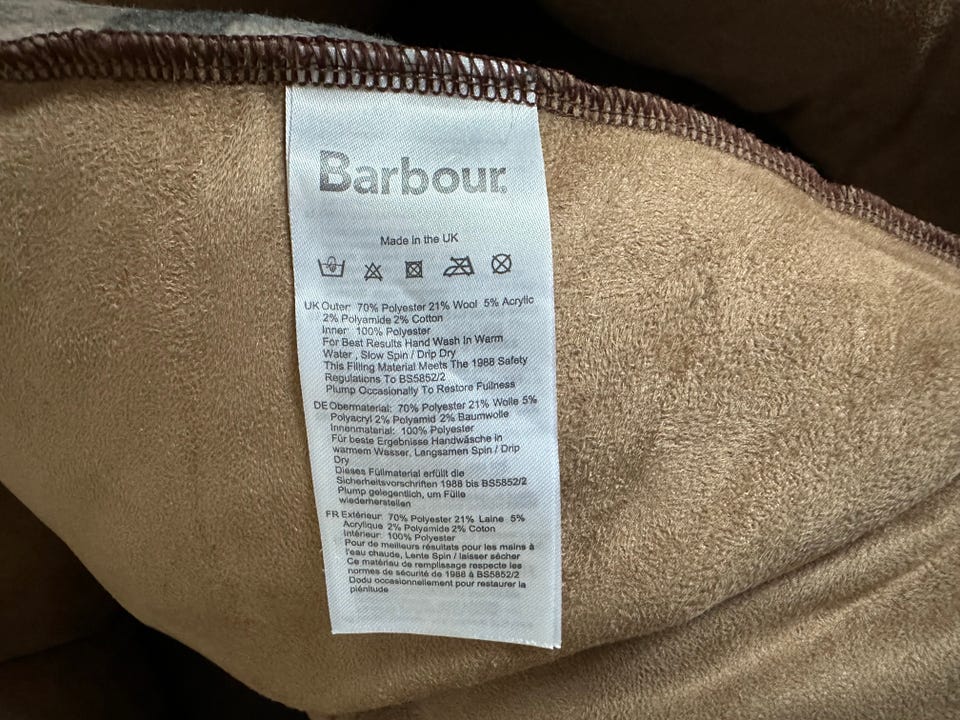 Barbour.
Made in the UK
UK Outer: 70% Polyester 21% Wool 5% Acrylic
2% Polyamide 2% Cotton
Inner: 100% Polyester
For Best Results Hand Wash In Warm
Water , Slow Spin / Drip Dry
This Filling Material Meets The 1988 Safety
Regulations To BS5852/2
Plump Occasionally To Restore Fullness
DE Obermaterial: 70% Polyester 21% Wolle 5%
Polyacryl 2% Polyamid 2% Baumwolle
Innenmaterial: 100% Polyester
Für beste Ergebnisse Handwäsche in
warmem Wasser, Langsamen Spin / Drip
Dry
Dieses Füllmaterial erfüllt die
Sicherheitsvorschriften 1988 bis BS5852/2
Plump gelegentlich, um Fülle
wiederherstellen
FR Extérieur: 70% Polyester 21% Laine 5%
Acrylique 2% Polyamide 2% Coton
Intérieur: 100% Polyester
Pour de meilleurs résultats pour les mains à
l'eau chaude, Lente Spin / laisser sécher
Ce matériau de remplissage respecte les
normes de sécurité de 1988 à BS5852/2
Dodu occasionnellement pour restaurer la
plénitude